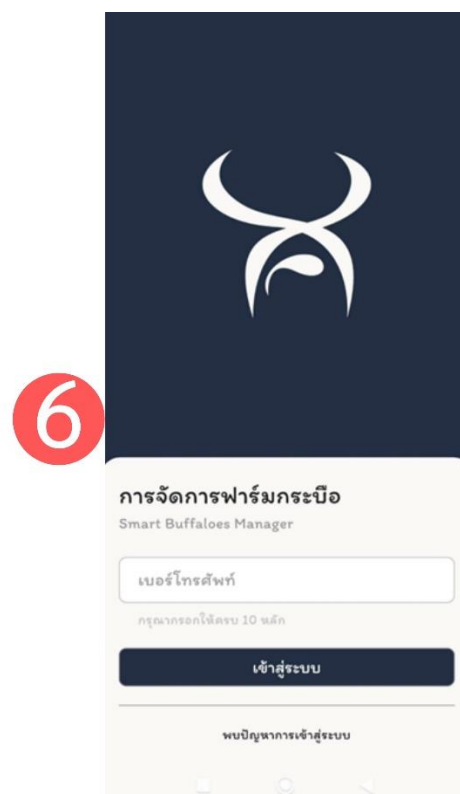 6
การจัดการฟาร์มกระบือ
Smart Buffaloes Manager
เบอร์โทรศัพท์
กรุณากรอกให้ครบ 10 หลัก
เข้าสู่ระบบ
พบปัญหาการเข้าสู่ระบบ